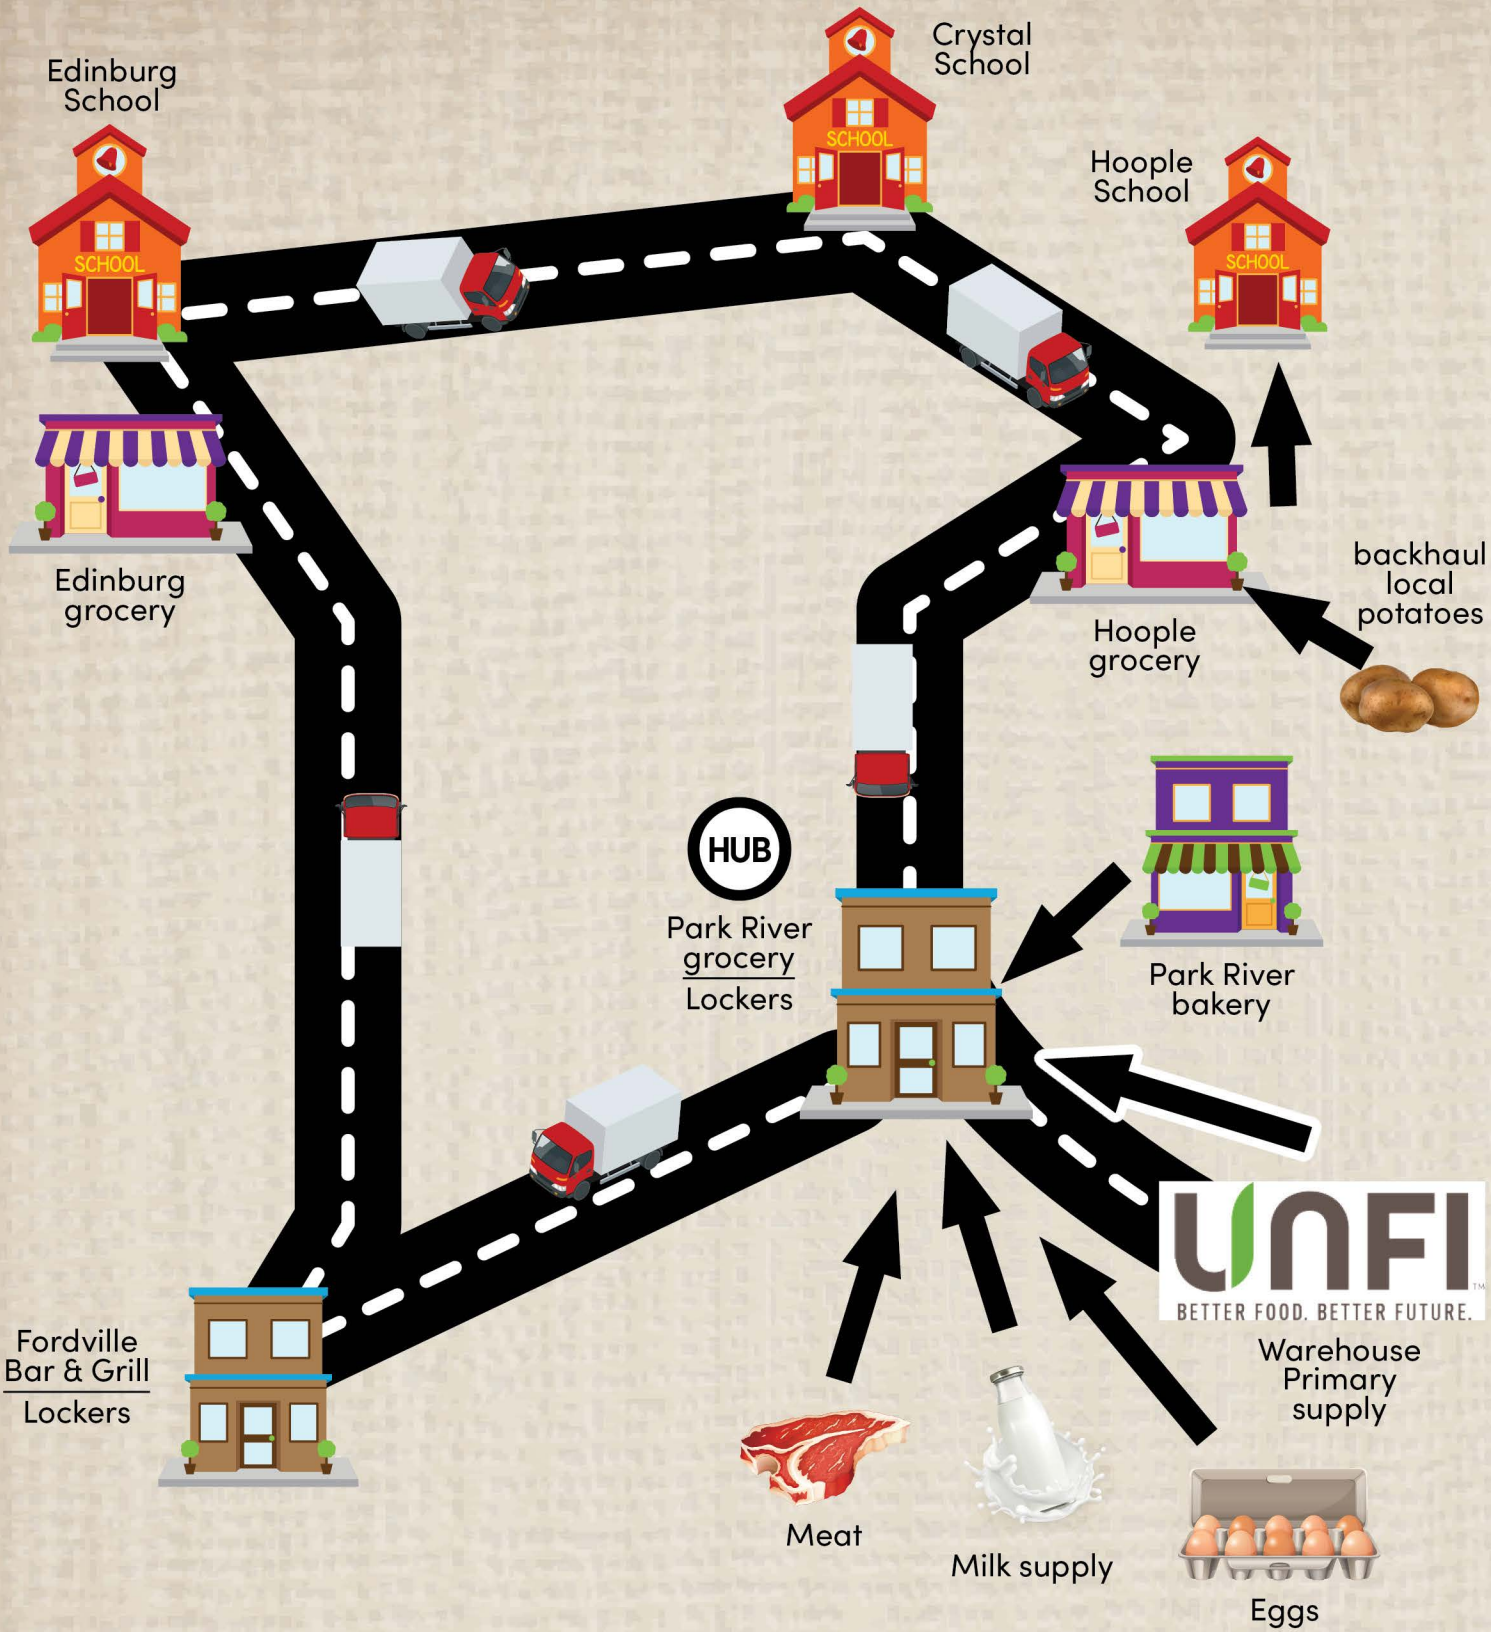 Crystal
School
Edinburg
School
SCHOOL
Hoople
School
SCHOOL
SCHOOL
Edinburg
grocery
backhaul
local
potatoes
Hoople
grocery
HUB
Park River
grocery
Lockers
Park River
bakery
UNFI
TM
BETTER FOOD. BETTER FUTURE.
Warehouse
Primary
supply
Fordville
Bar & Grill
Lockers
Meat
Milk supply
Eggs